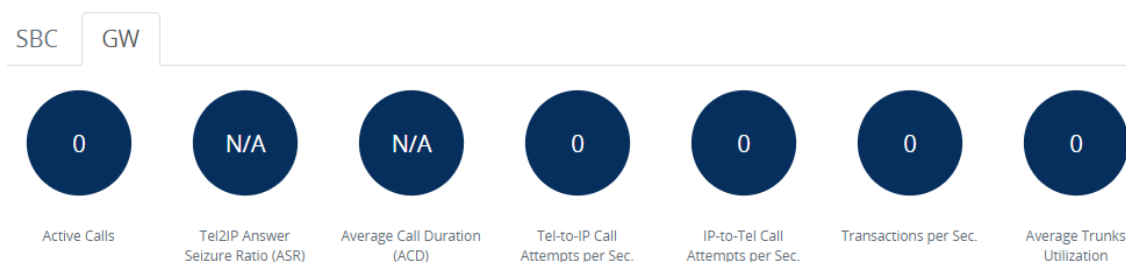 SBC GW
0 N/A N/A 0 0 0 0
Active Calls Tel2IP Answer Average Call Duration Tel-to-IP Call IP-to-Tel Call Transactions per Sec. Average Trunks
Seizure Ratio (ASR) (ACD) Attempts per Sec. Attempts per Sec. Utilization